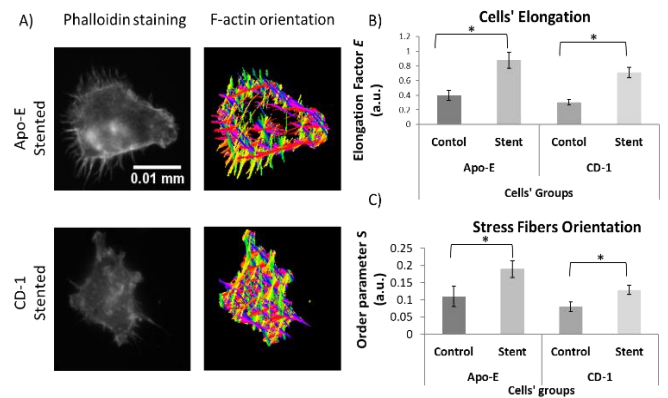 A)
Phalloidin staining
F-actin orientation
Apo-E
Stented
0.01 mm
CD-1
Stented
B)
Cells' Elongation
Elongation Factor E
(a.u.)
1.2
1
0.8
0.6
0.4
0.2
0
*
*
Control Stent Control Stent
Apo-E CD-1
Cells' Groups
C)
Stress Fibers Orientation
Order parameter S
(a.u.)
0.25
0.2
0.15
0.1
0.05
0
*
*
Control Stent Control Stent
Apo-E CD-1
Cells' groups